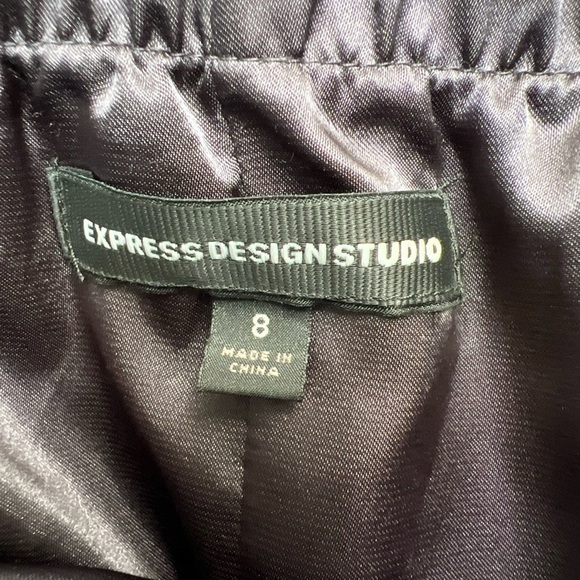 EXPRESS DESIGN STUDIO
8
MADE IN
CHINA